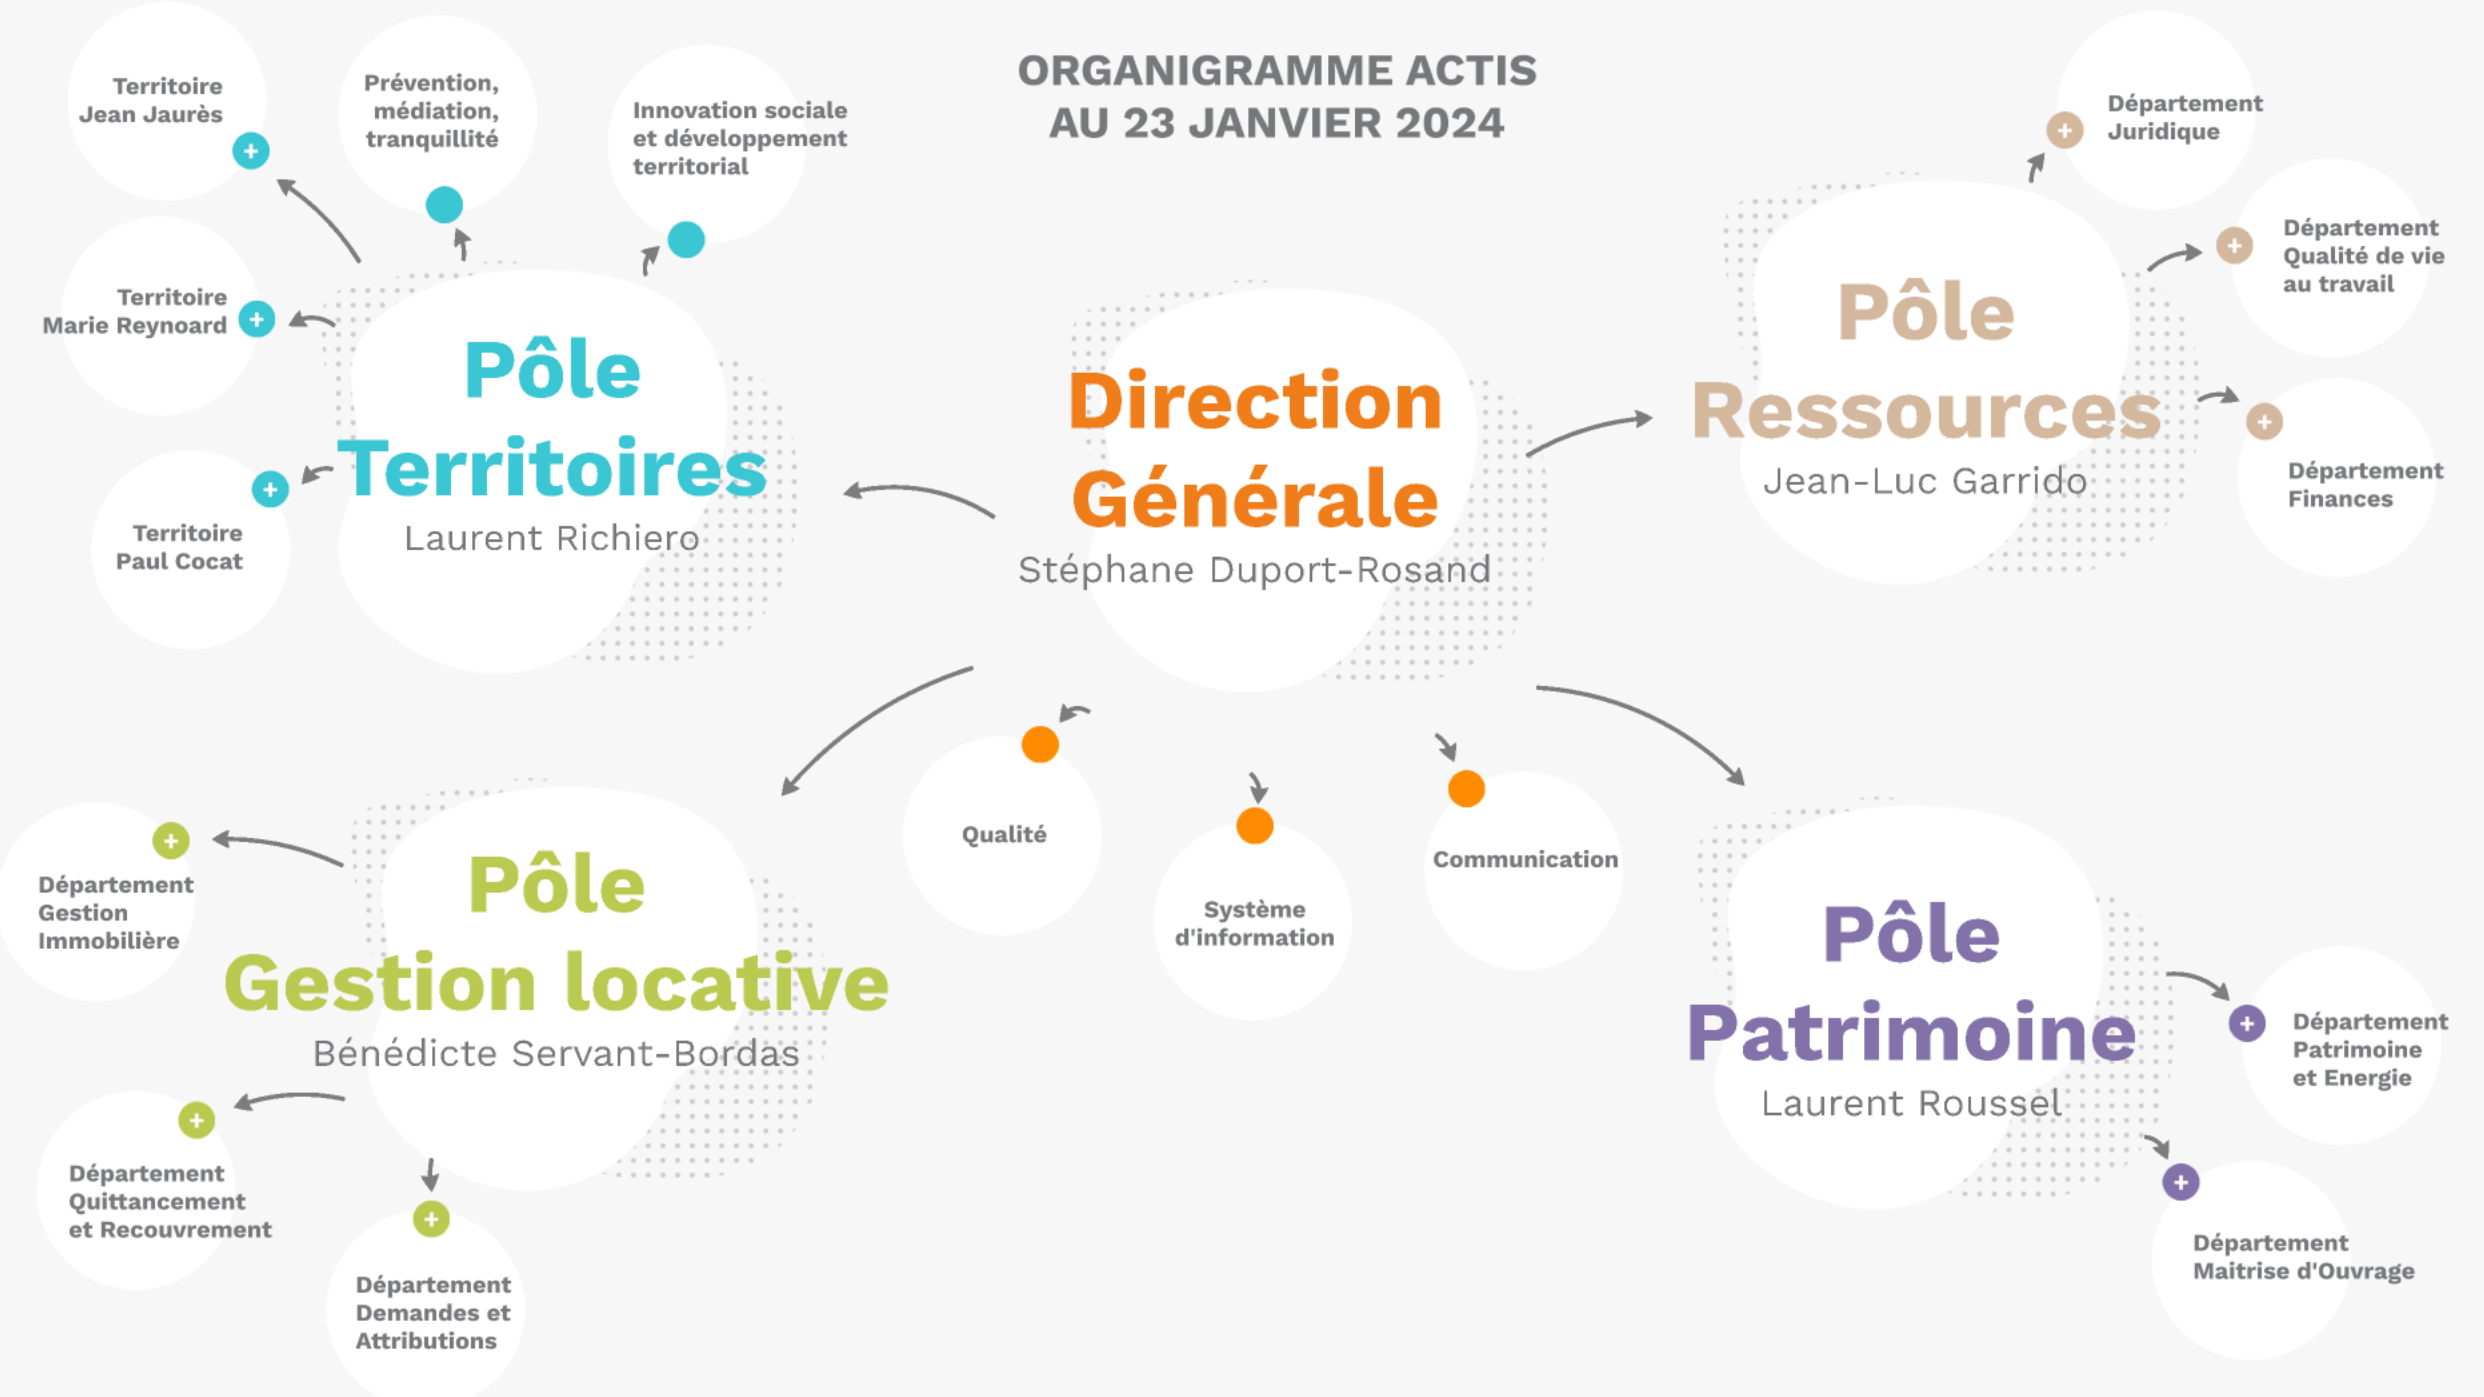 ORGANIGRAMME ACTIS
AU 23 JANVIER 2024
Direction
Générale
Stéphane Duport-Rosand
Qualité
Système
d'information
Communication
Pôle
Territoires
Laurent Richiero
Territoire
Jean Jaurès
Prévention,
médiation,
tranquillité
Innovation sociale
et développement
territorial
Territoire
Marie Reynoard
Territoire
Paul Cocat
Pôle
Ressources
Jean-Luc Garrido
Département
Juridique
Département
Qualité de vie
au travail
Département
Finances
Pôle
Gestion locative
Bénédicte Servant-Bordas
Département
Gestion
Immobilière
Département
Quittancement
et Recouvrement
Département
Demandes et
Attributions
Pôle
Patrimoine
Laurent Roussel
Département
Patrimoine
et Energie
Département
Maitrise d'Ouvrage